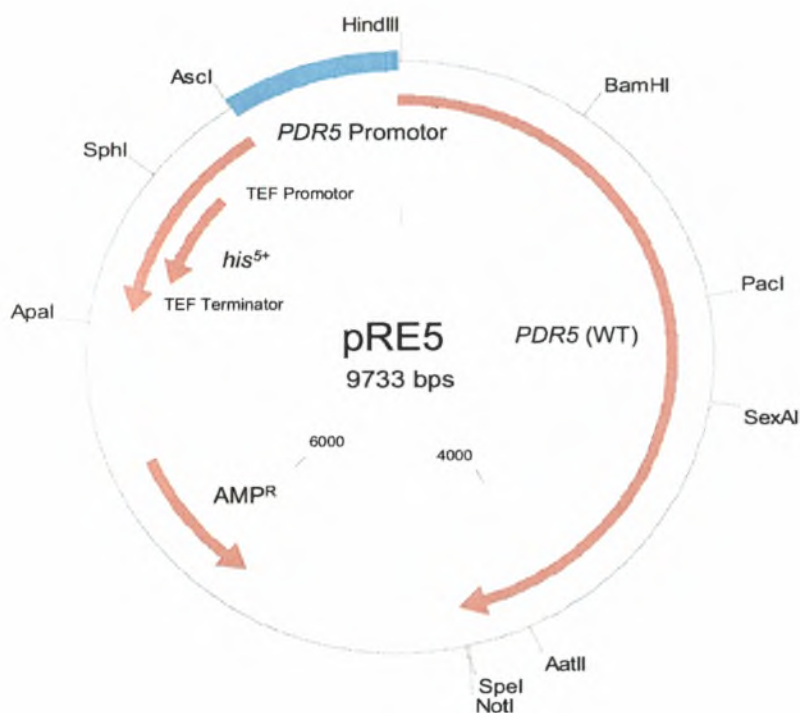 HindIII
AscI
BamHI
SphI
PDR5 Promotor
TEF Promotor
his5+
PacI
ApaI
TEF Terminator
pRE5
PDR5 (WT)
9733 bps
SexAI
6000
4000
AMPR
AatII
SpeI
NotI